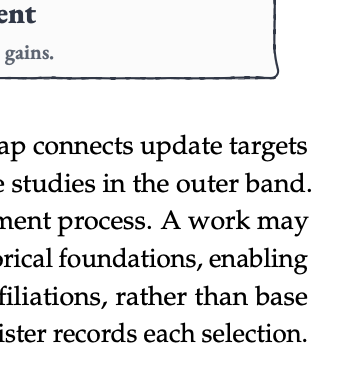 ent
gains.
ap connects update targets
e studies in the outer band.
ment process. A work may
orical foundations, enabling
filiations, rather than base
ister records each selection.